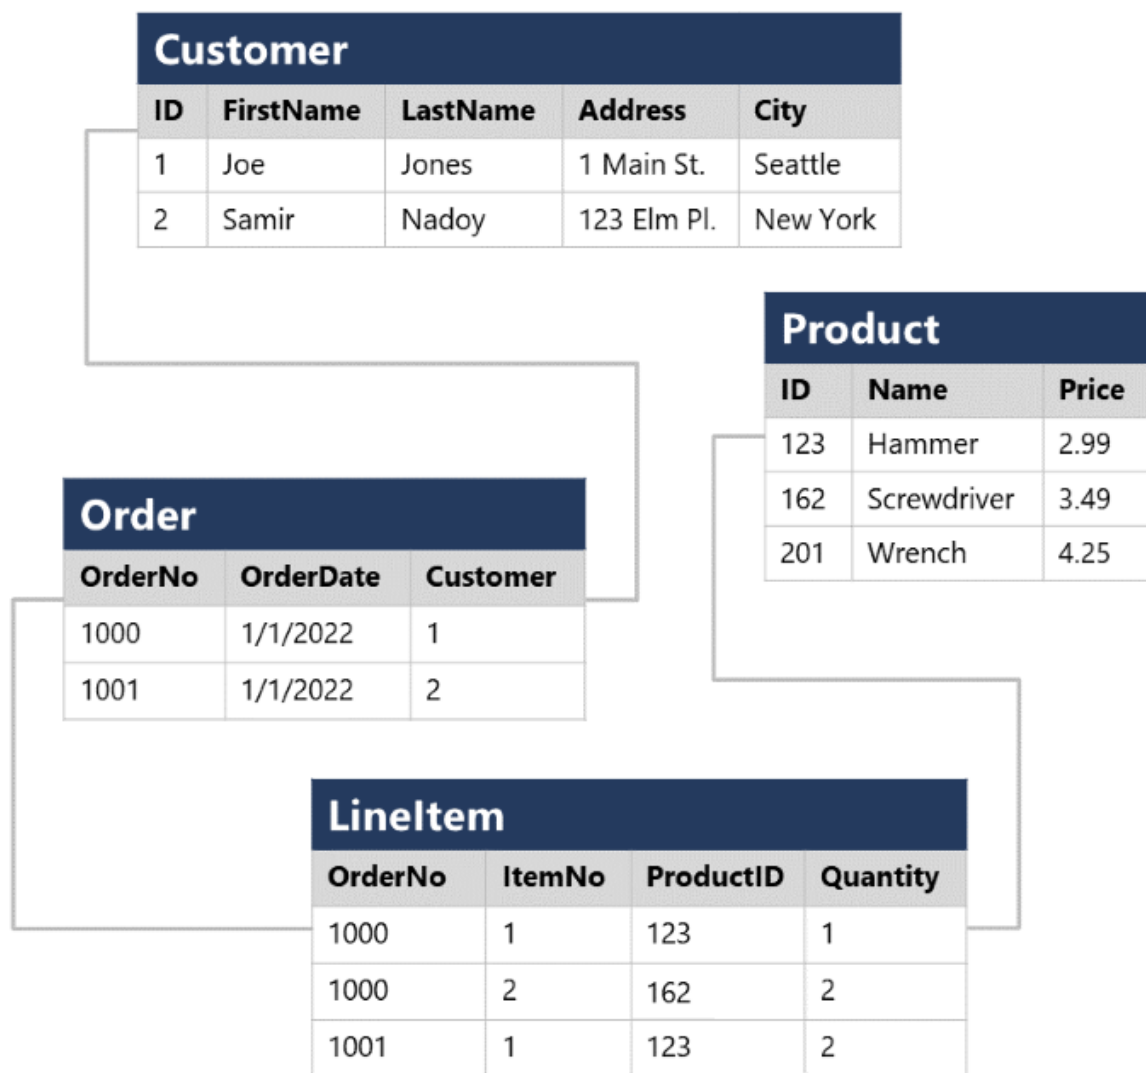 Customer
ID FirstName LastName Address City
1 Joe Jones 1 Main St. Seattle
2 Samir Nadoy 123 Elm Pl. New York
Product
ID Name Price
123 Hammer 2.99
162 Screwdriver 3.49
201 Wrench 4.25
Order
OrderNo OrderDate Customer
1000 1/1/2022 1
1001 1/1/2022 2
LineItem
OrderNo ItemNo ProductID Quantity
1000 1 123 1
1000 2 162 2
1001 1 123 2